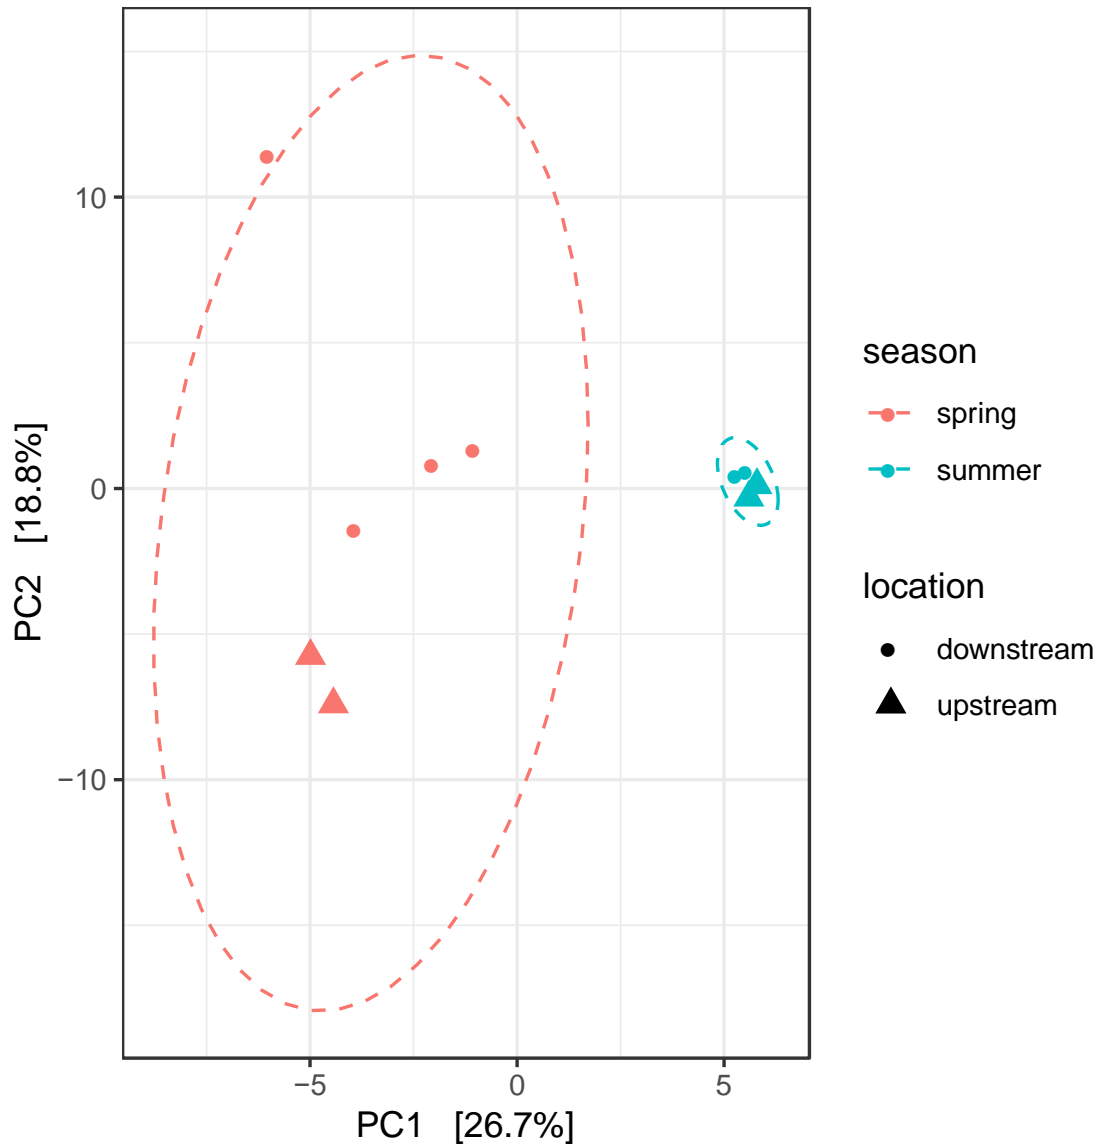 10
0
−10
PC2 [18.8%]
−5
0
5
PC1 [26.7%]
season
spring
summer
location
downstream
upstream